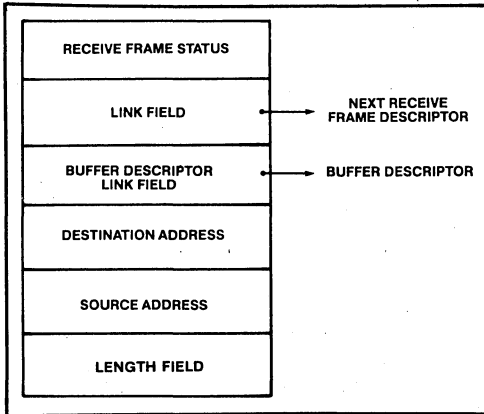 RECEIVE FRAME STATUS
LINK FIELD
NEXT RECEIVE
FRAME DESCRIPTOR
BUFFER DESCRIPTOR
LINK FIELD
BUFFER DESCRIPTOR
DESTINATION ADDRESS
SOURCE ADDRESS
LENGTH FIELD